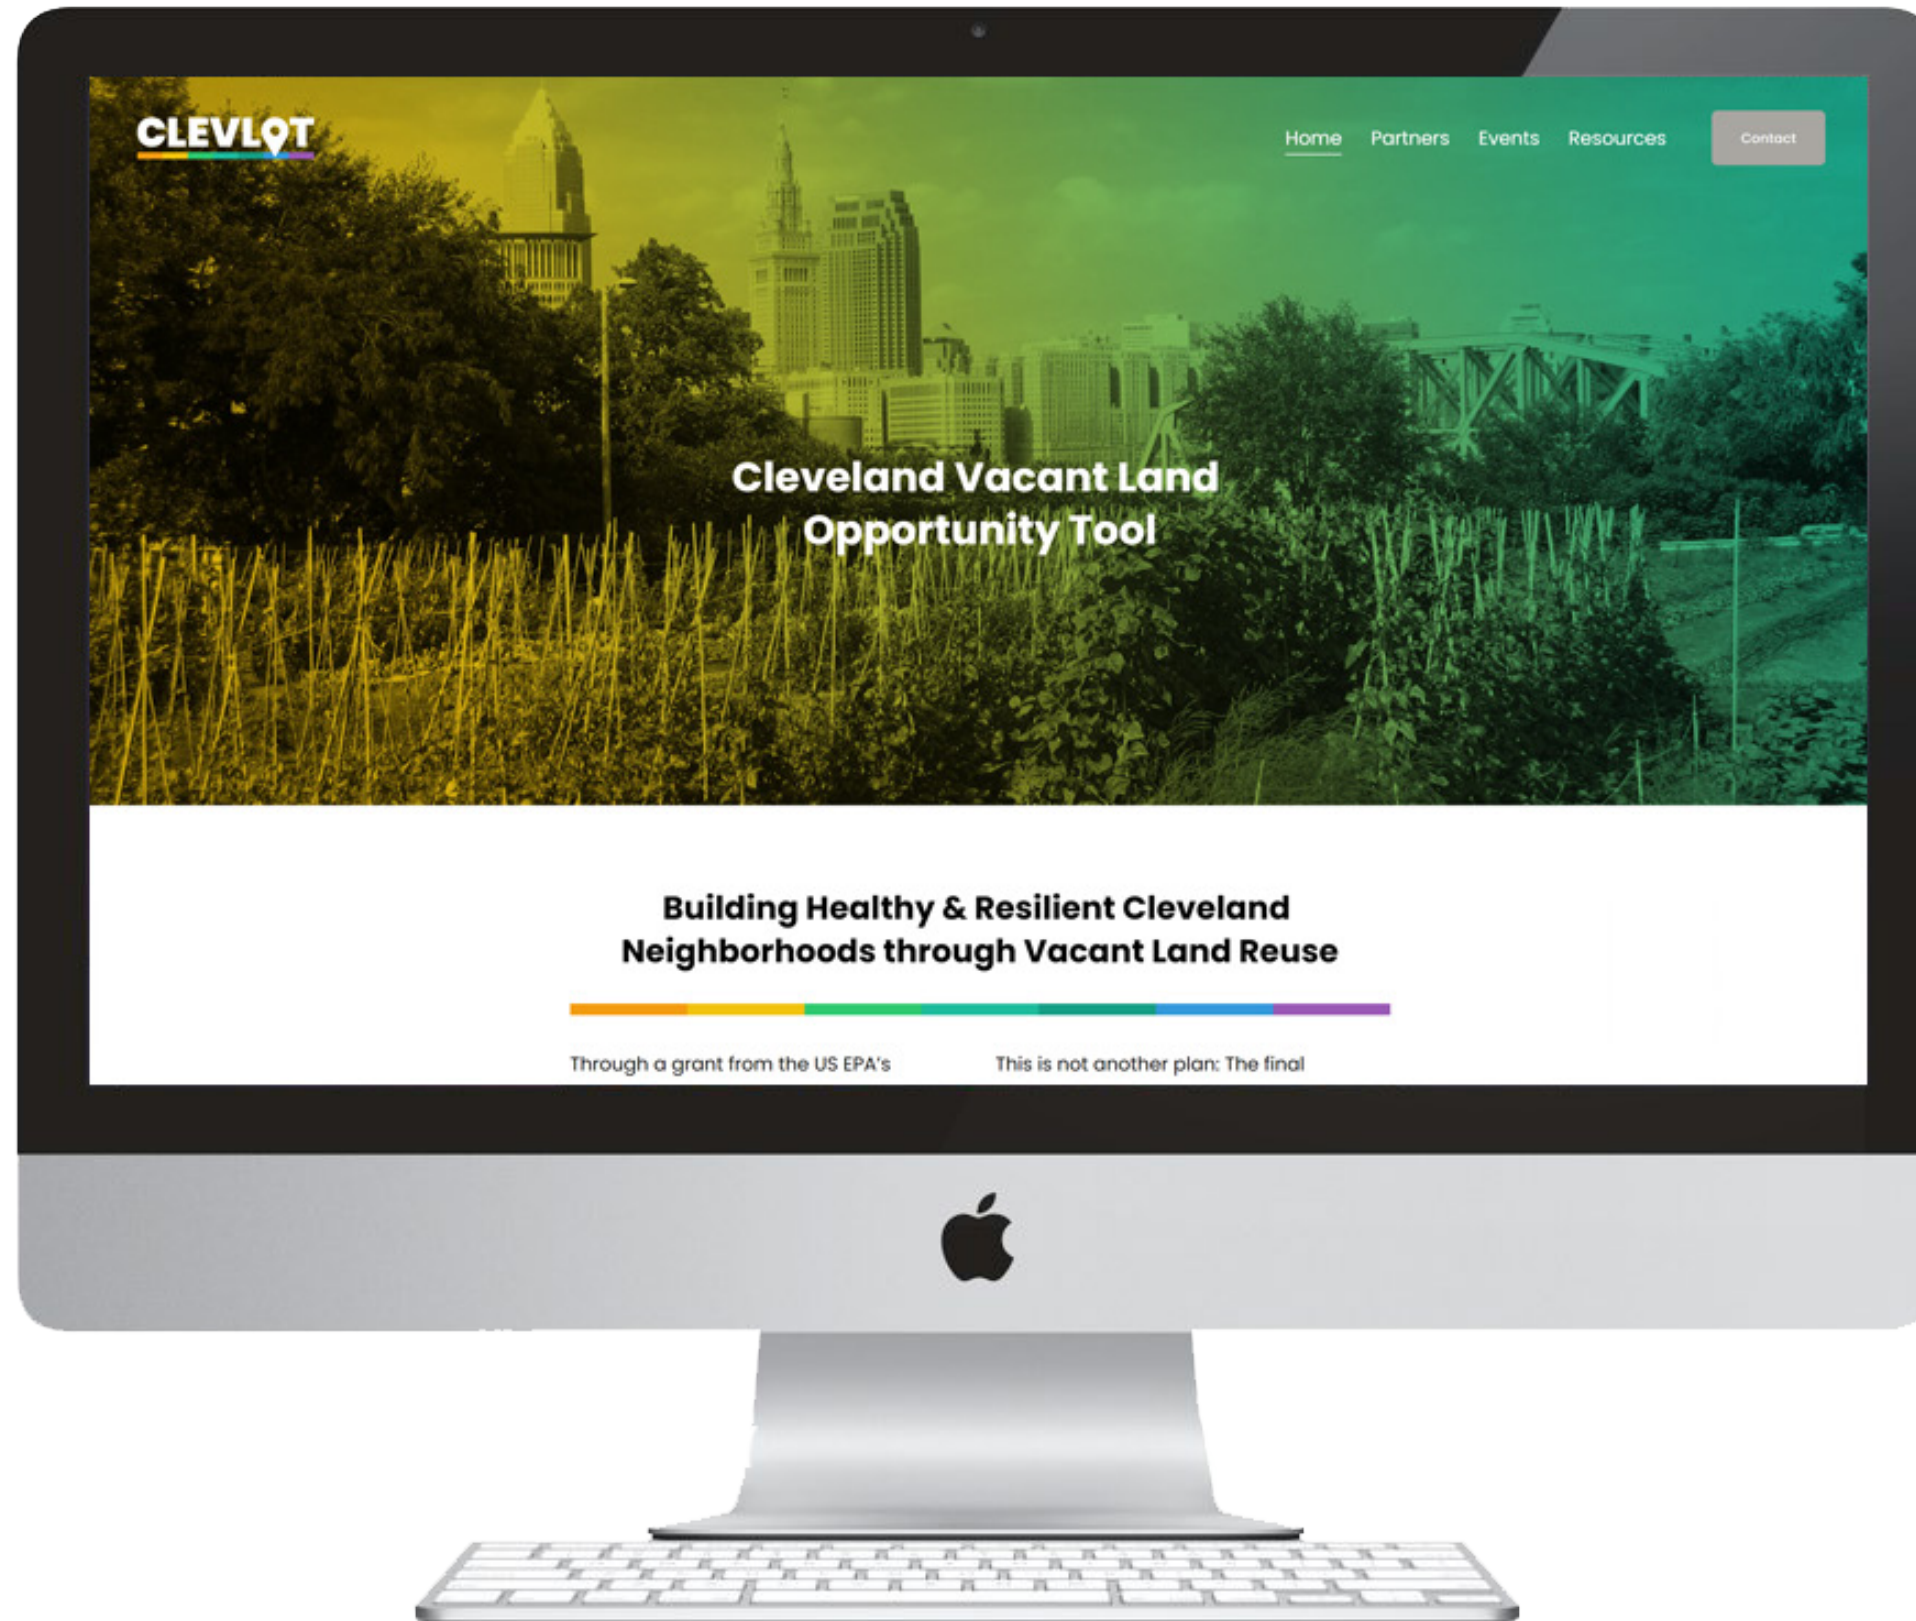 CLEVLOT
Home Partners Events Resources Contact
Cleveland Vacant Land
Opportunity Tool
Building Healthy & Resilient Cleveland
Neighborhoods through Vacant Land Reuse
Through a grant from the US EPA's
This is not another plan: The final